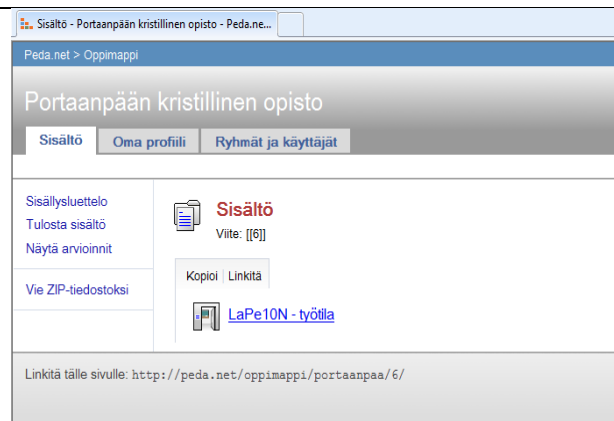 Sisältö - Portaanpään kristillinen opisto - Peda.ne...
Peda.net > Oppimappi
Portaanpään kristillinen opisto
Sisältö Oma profiili Ryhmät ja käyttäjät
Sisällysluettelo
Tulosta sisältö
Näytä arvioinnit
Vie ZIP-tiedostoksi
Sisältö
Viite: [[6]]
Kopioi Linkitä
LaPe10N - työtila
Linkitä tälle sivulle: http://peda.net/oppimappi/portaanpaa/6/